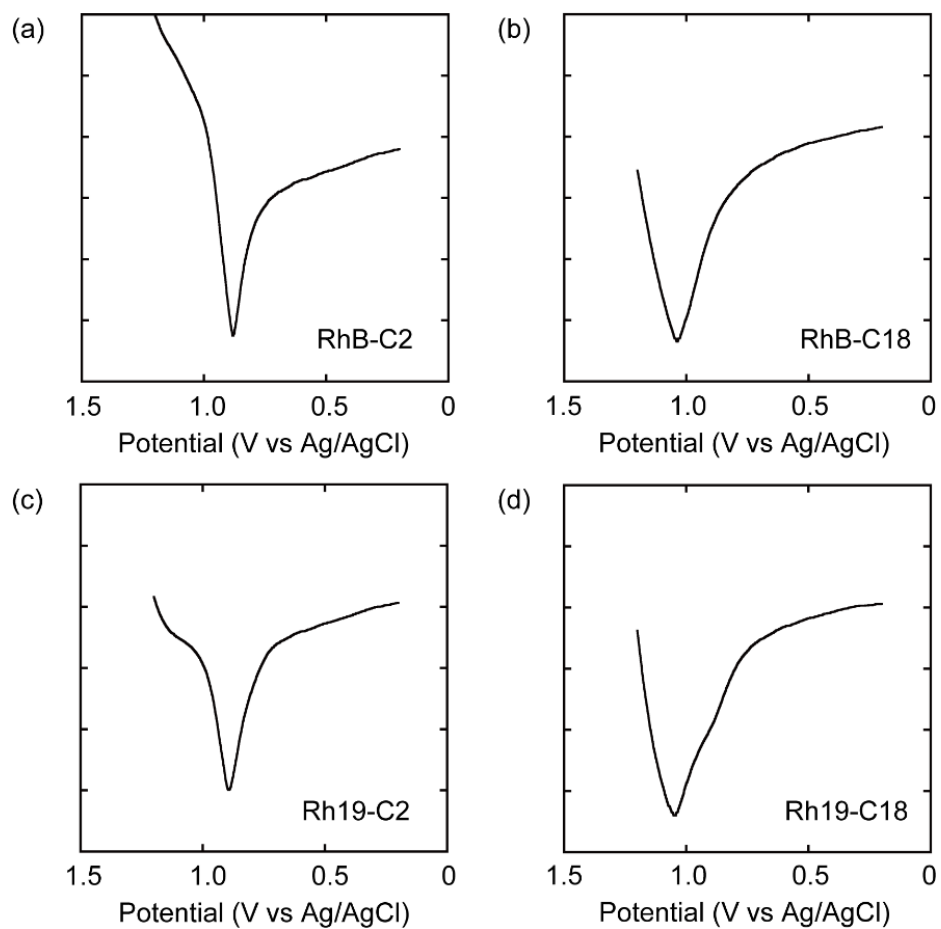 (a)
RhB-C2
1.5 1.0 0.5 0
Potential (V vs Ag/AgCl)
(b)
RhB-C18
1.5 1.0 0.5 0
Potential (V vs Ag/AgCl)
(c)
Rh19-C2
1.5 1.0 0.5 0
Potential (V vs Ag/AgCl)
(d)
Rh19-C18
1.5 1.0 0.5 0
Potential (V vs Ag/AgCl)